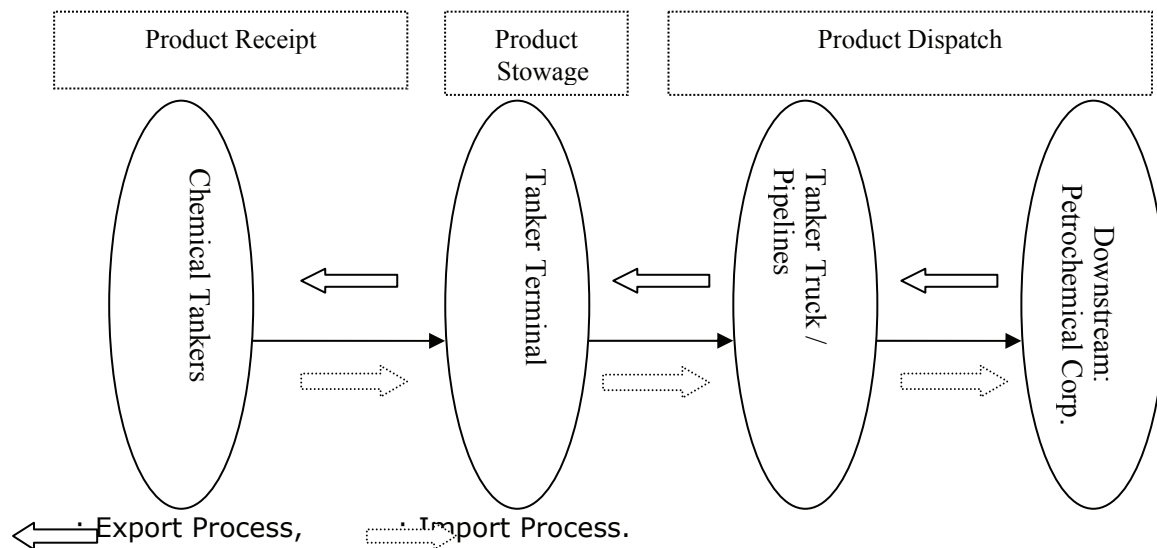 Product Receipt
Product
Stowage
Product Dispatch
Chemical Tankers
Tanker Terminal
Tanker Truck /
Pipelines
Downstream:
Petrochemical Corp.
: Export Process, : Import Process.